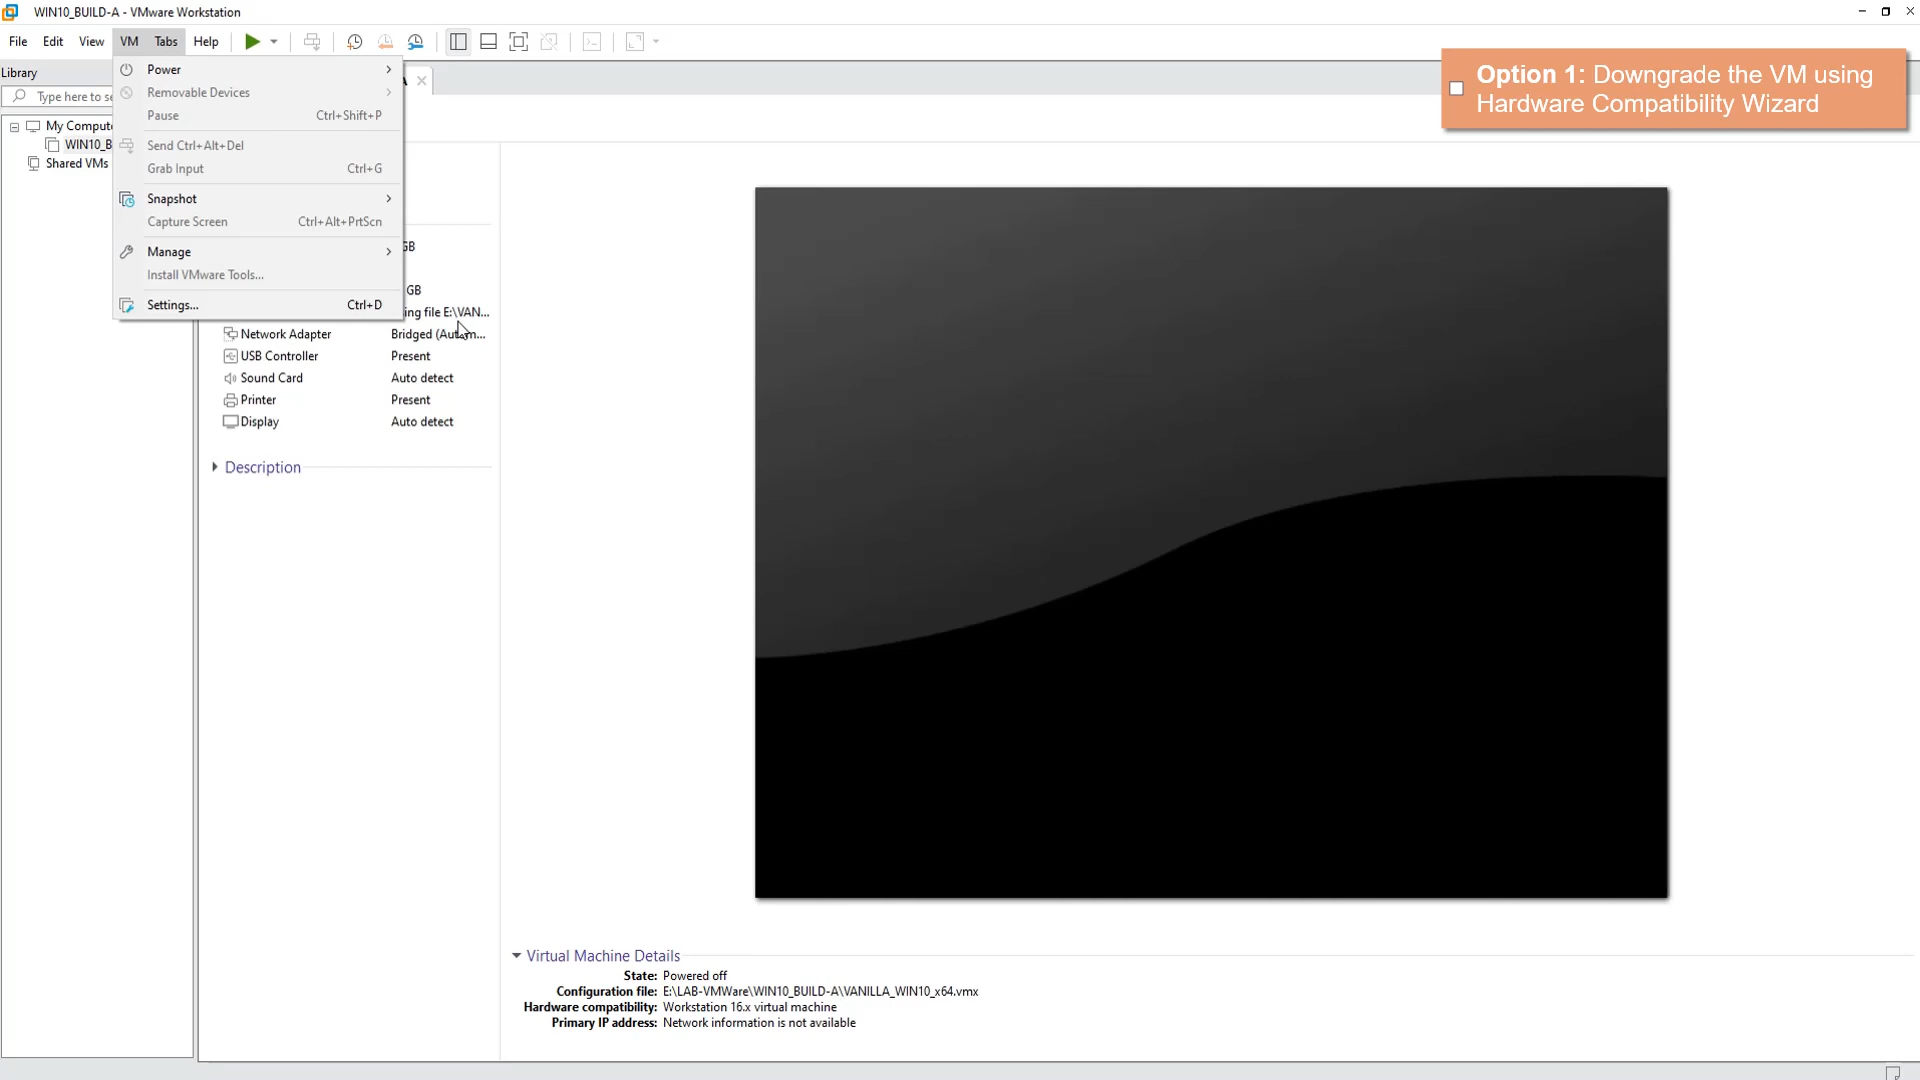 WIN10_BUILD-A - VMware Workstation
File Edit View VM Tabs Help
Library
Type here to se
My Compute
WIN10_B
Shared VMs
Power
Removable Devices
Pause Ctrl+Shift+P
Send Ctrl+Alt+Del
Grab Input Ctrl+G
Snapshot
Capture Screen Ctrl+Alt+PrtScn
Manage
Install VMware Tools...
Settings... Ctrl+D
A
GB
GB
ing file E:\VAN...
Network Adapter Bridged (Autom...
USB Controller Present
Sound Card Auto detect
Printer Present
Display Auto detect
Description
Option 1: Downgrade the VM using
Hardware Compatibility Wizard
Virtual Machine Details
State: Powered off
Configuration file: E:\LAB-VMWare\WIN10_BUILD-A\VANILLA_WIN10_x64.vmx
Hardware compatibility: Workstation 16.x virtual machine
Primary IP address: Network information is not available